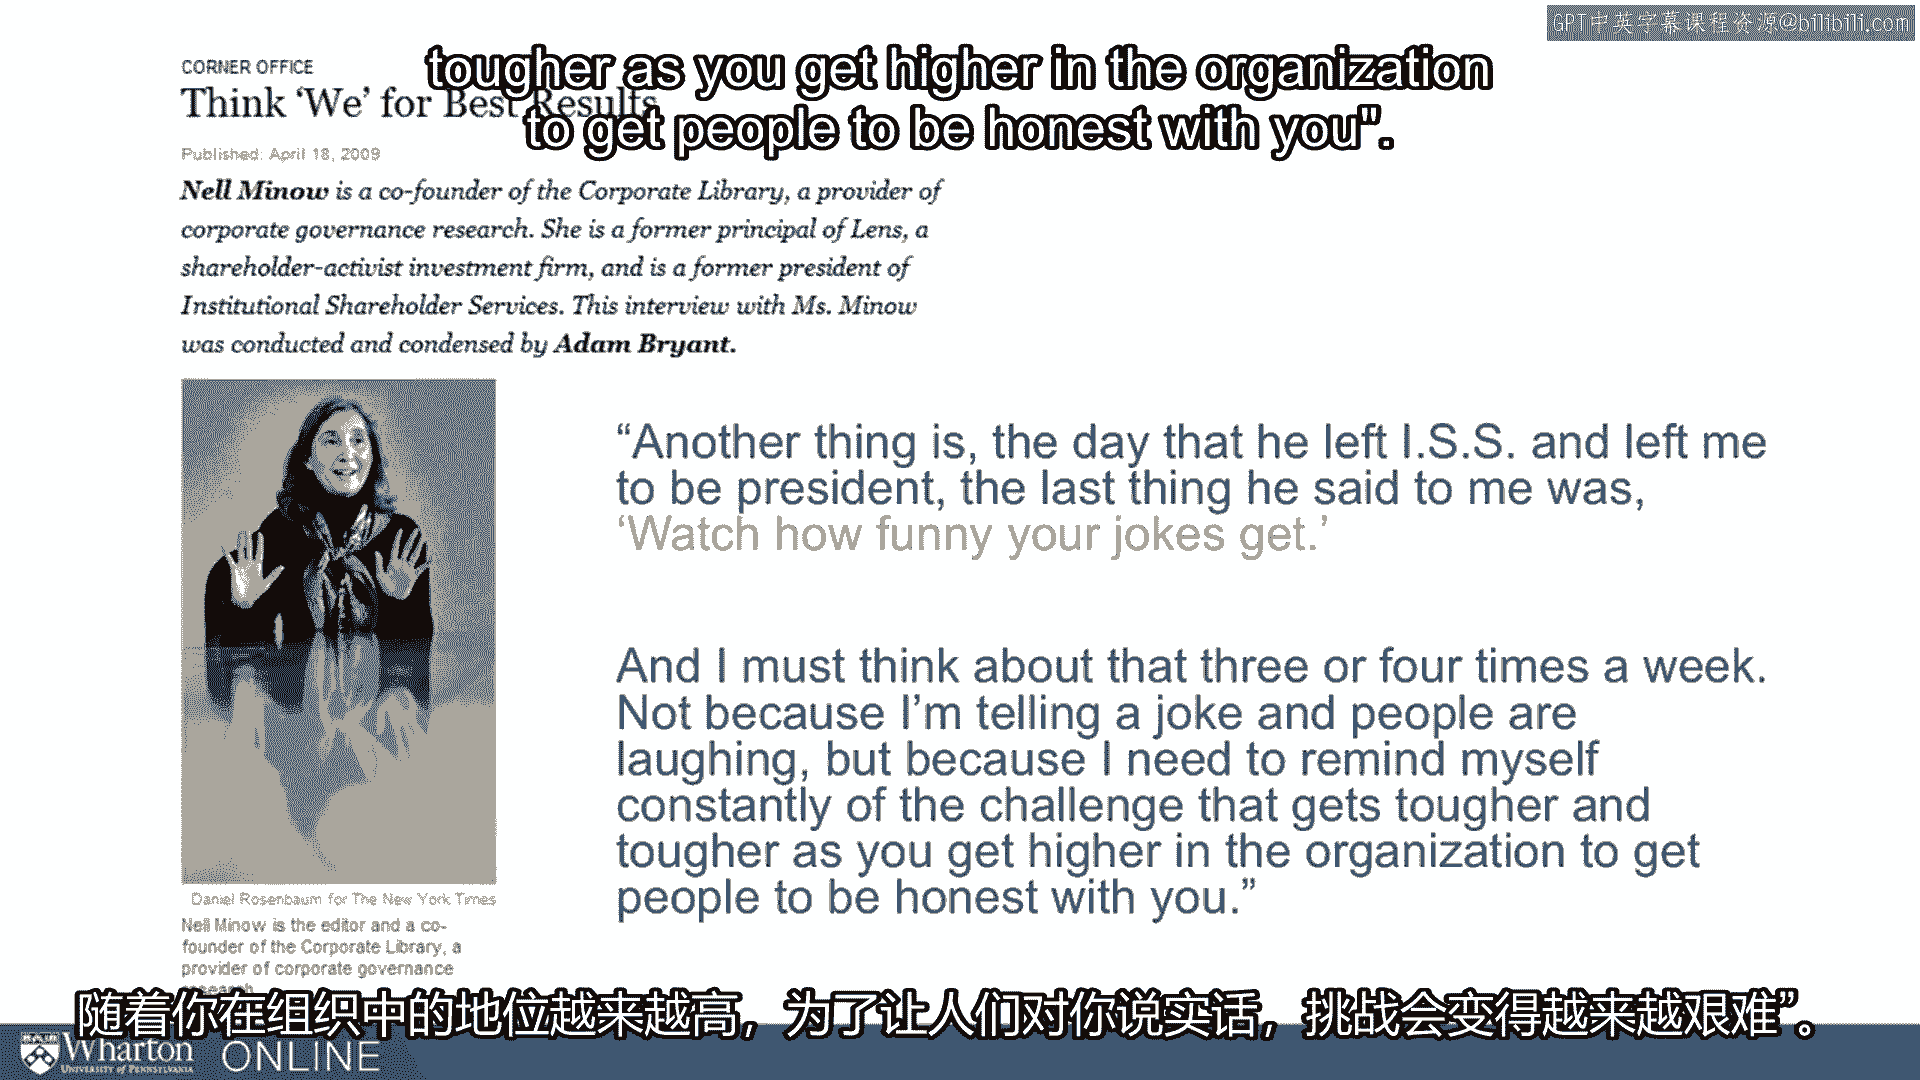 GPT中英字幕课程资源@bilibili.com
tougher as you get higher in the organization
to get people to be honest with you".
CORNER OFFICE
Think ‘We’ for Best Results
Published: April 18, 2009
Nell Minow is a co-founder of the Corporate Library, a provider of
corporate governance research. She is a former principal of Lens, a
shareholder-activist investment firm, and is a former president of
Institutional Shareholder Services. This interview with Ms. Minow
was conducted and condensed by Adam Bryant.
“Another thing is, the day that he left I.S.S. and left me
to be president, the last thing he said to me was,
‘Watch how funny your jokes get.’
And I must think about that three or four times a week.
Not because I’m telling a joke and people are
laughing, but because I need to remind myself
constantly of the challenge that gets tougher and
tougher as you get higher in the organization to get
people to be honest with you.”
Daniel Rosenbaum for The New York Times
Nell Minow is the editor and a co-
founder of the Corporate Library, a
provider of corporate governance
research.
随着你在组织中的地位越来越高，为了让人们对你说实话，挑战会变得越来越艰难”。
Wharton ONLINE
UNIVERSITY of PENNSYLVANIA